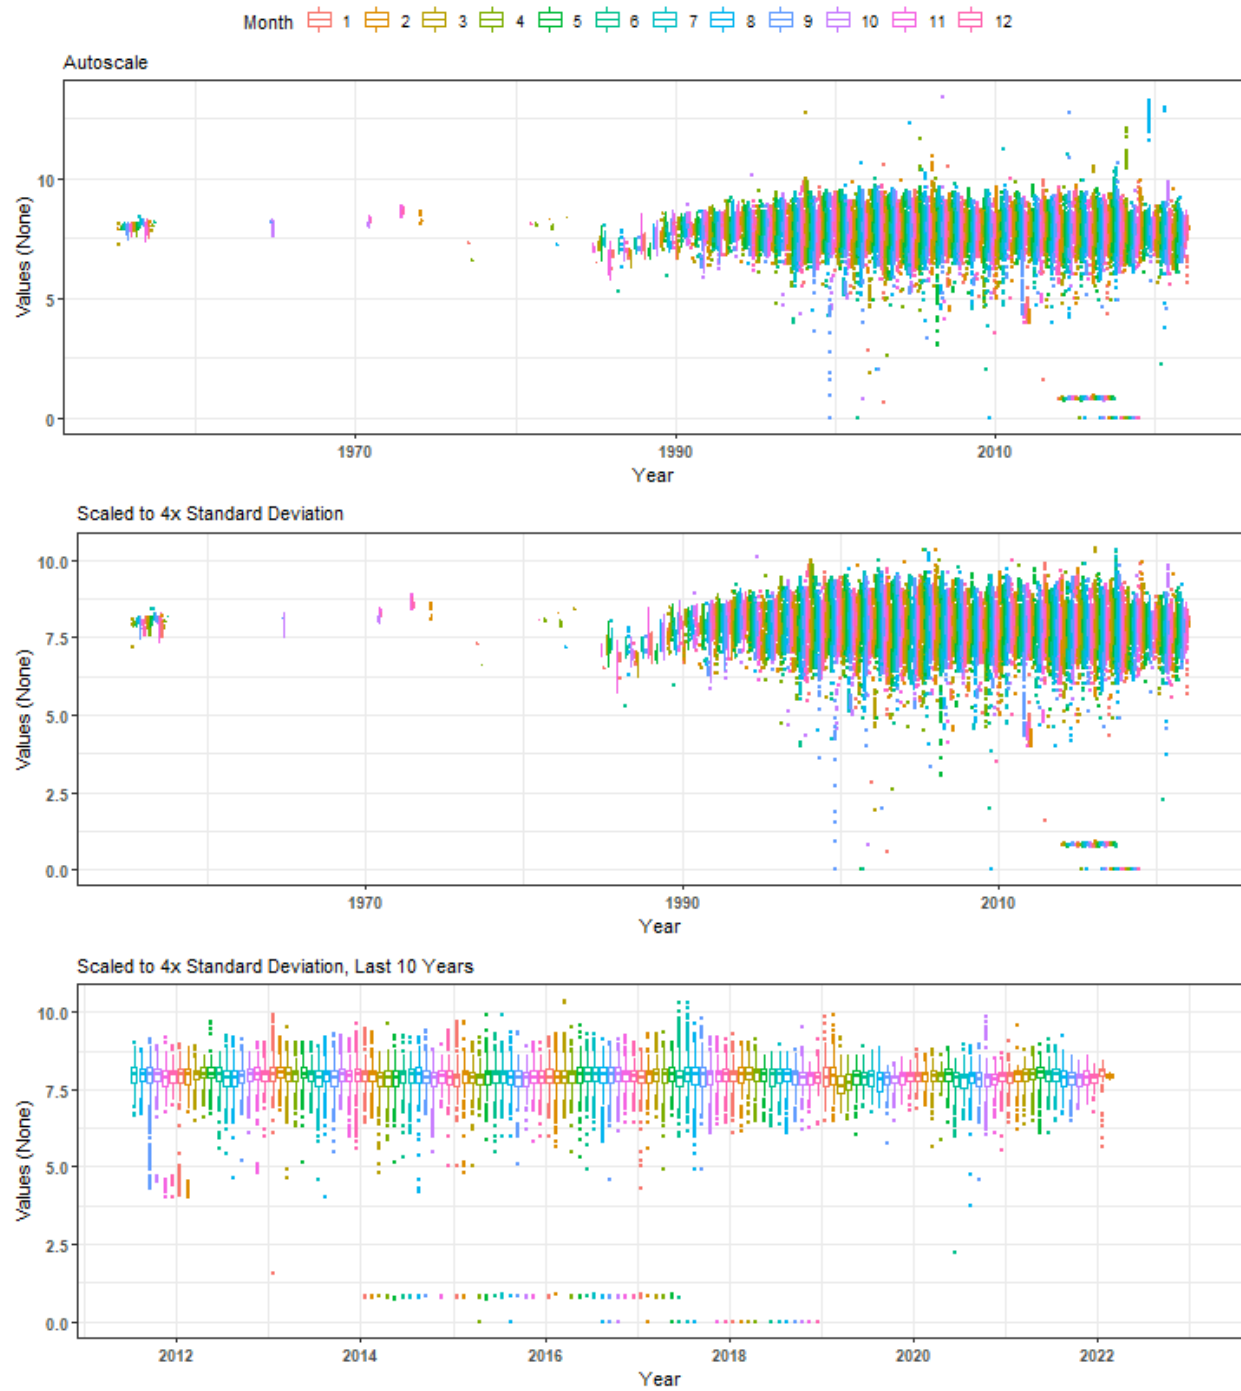 Month 1 2 3 4 5 6 7 8 9 10 11 12
Autoscale
Values (None)
10
5
0
1970 1990 2010
Year
Scaled to 4x Standard Deviation
Values (None)
10.0
7.5
5.0
2.5
0.0
1970 1990 2010
Year
Scaled to 4x Standard Deviation, Last 10 Years
Values (None)
10.0
7.5
5.0
2.5
0.0
2012 2014 2016 2018 2020 2022
Year